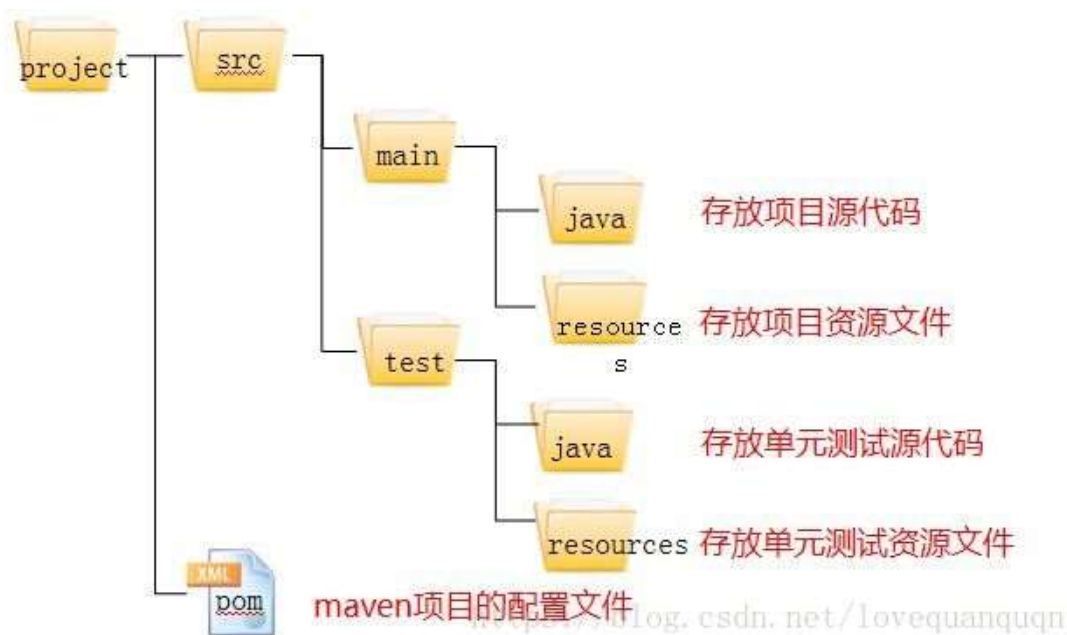 project
src
main
java
存放项目源代码
resource
s
存放项目资源文件
test
java
存放单元测试源代码
resources
存放单元测试资源文件
XML
pom
maven项目的配置文件
https://blog.csdn.net/lovequanquqn